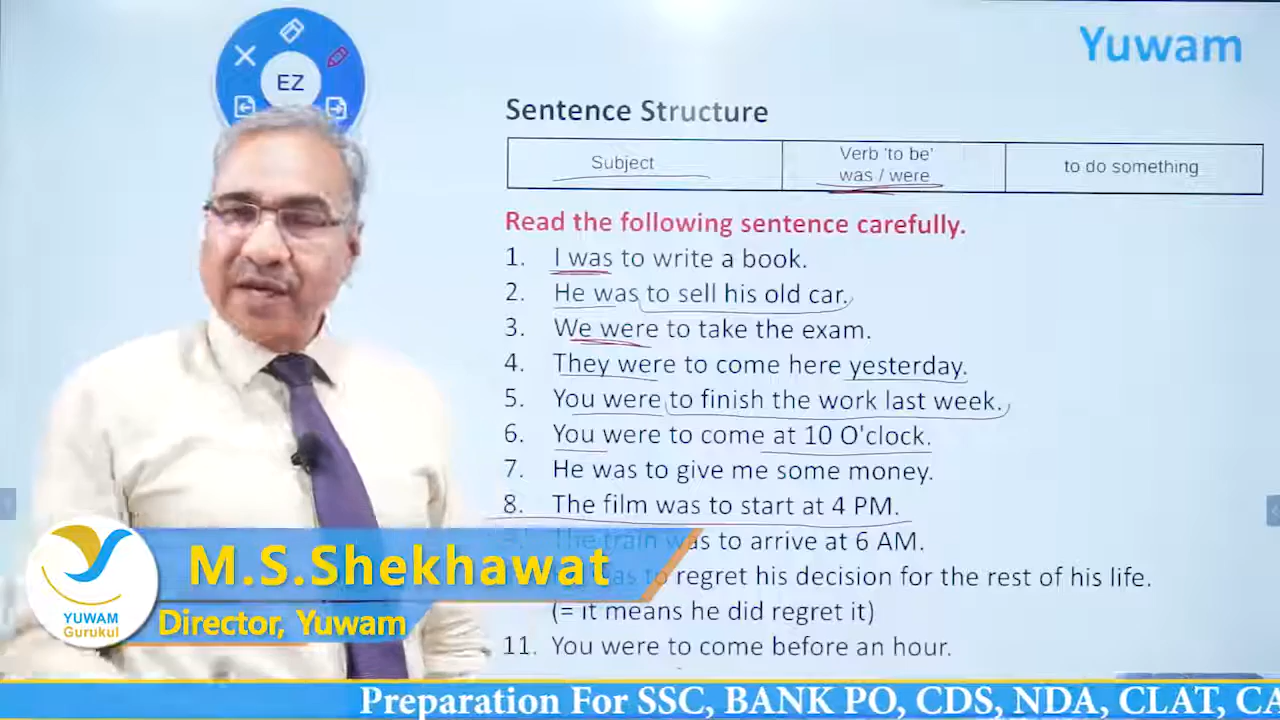 Yuwam
EZ
Sentence Structure
Subject
Verb 'to be'
was / were
to do something
Read the following sentence carefully.
1. I was to write a book.
2. He was to sell his old car.
3. We were to take the exam.
4. They were to come here yesterday.
5. You were to finish the work last week.
6. You were to come at 10 O'clock.
7. He was to give me some money.
8. The film was to start at 4 PM.
9. The train was to arrive at 6 AM.
was to regret his decision for the rest of his life.
(= it means he did regret it)
11. You were to come before an hour.
M.S.Shekhawat
Director, Yuwam
YUWAM
Gurukul
Preparation For SSC, BANK PO, CDS, NDA, CLAT, CA